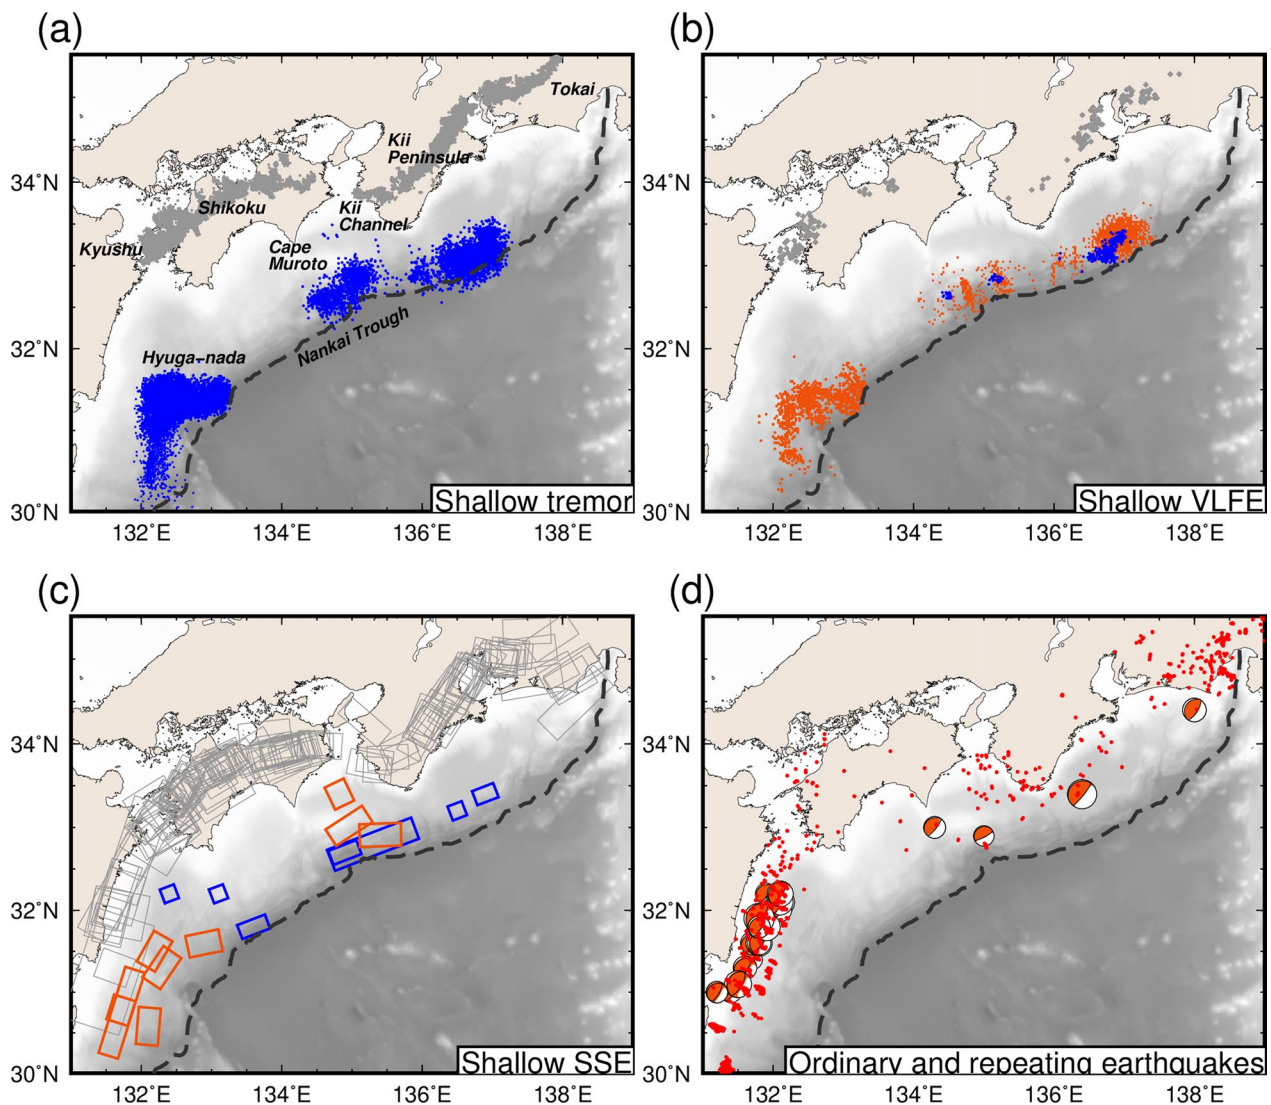 (a)
(b)
Tokai
Kii
Peninsula
34°N
34°N
Shikoku
Kii
Channel
Kyushu
Cape
Muroto
Nankai Trough
32°N
32°N
Hyuga-nada
Shallow tremor
Shallow VLFE
30°N
30°N
132°E
134°E
136°E
138°E
132°E
134°E
136°E
138°E
(c)
(d)
34°N
34°N
32°N
32°N
Shallow SSE
Ordinary and repeating earthquakes
30°N
30°N
132°E
134°E
136°E
138°E
132°E
134°E
136°E
138°E